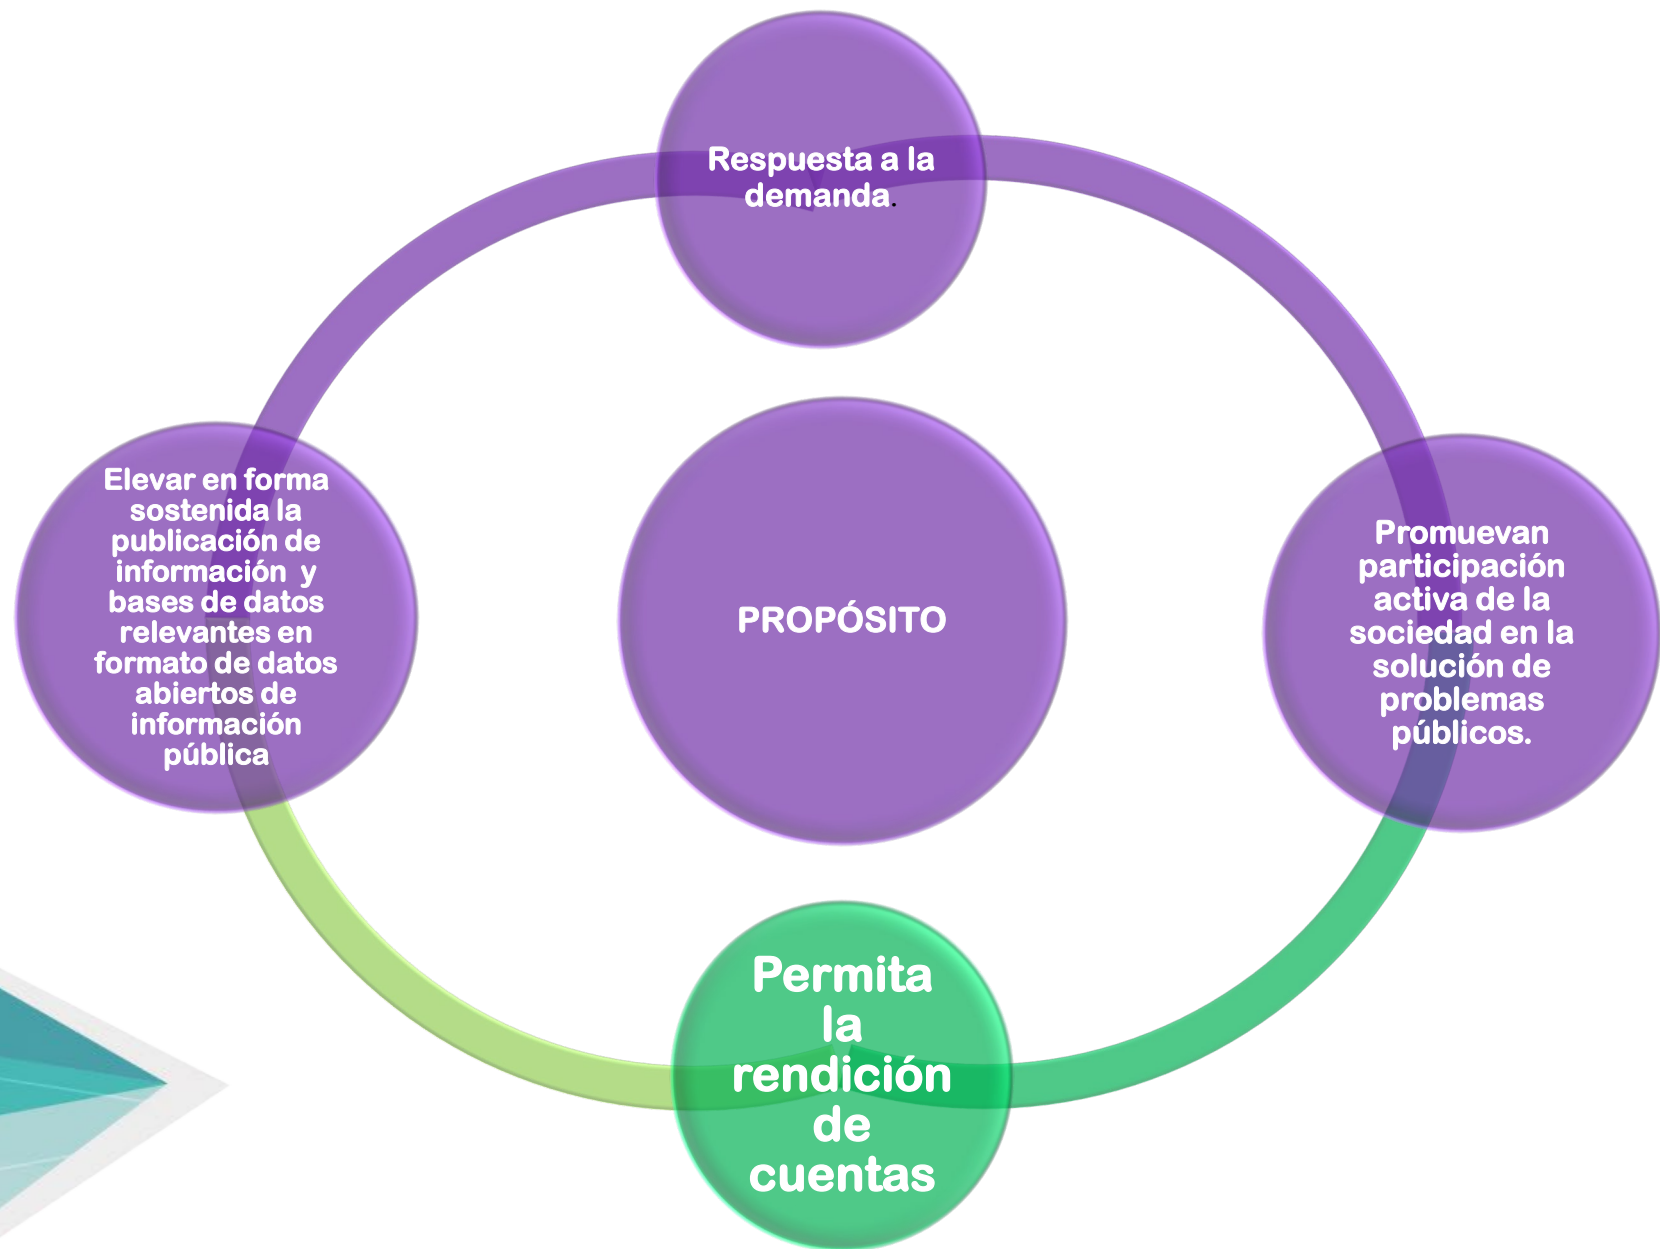 Respuesta a la
demanda.
Elevar en forma
sostenida la
publicación de
información y
bases de datos
relevantes en
formato de datos
abiertos de
información
pública
PROPÓSITO
Promuevan
participación
activa de la
sociedad en la
solución de
problemas
públicos.
Permita
la
rendición
de
cuentas